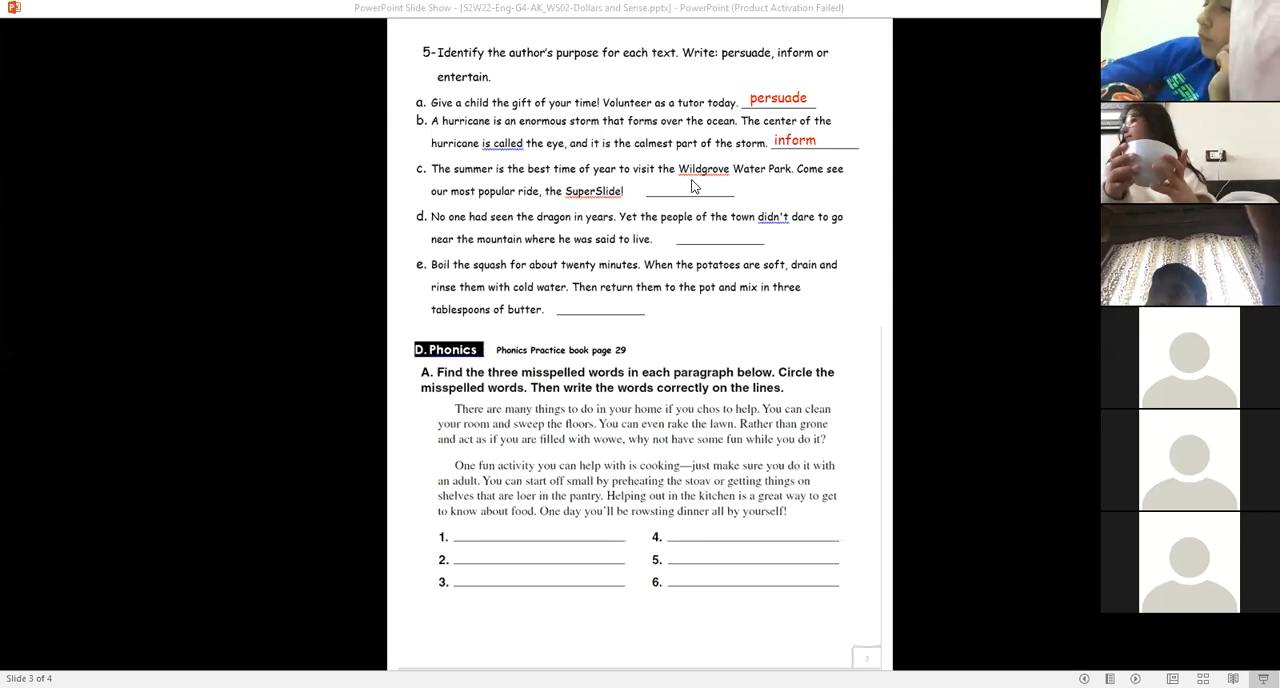 PowerPoint Slide Show - [S2W22-Eng-G4-AK_WS02-Dollars and Sense.pptx] - PowerPoint (Product Activation Failed)
5- Identify the author's purpose for each text. Write: persuade, inform or
entertain.
a. Give a child the gift of your time! Volunteer as a tutor today. persuade
b. A hurricane is an enormous storm that forms over the ocean. The center of the
hurricane is called the eye, and it is the calmest part of the storm. inform
c. The summer is the best time of year to visit the Wildgrove Water Park. Come see
our most popular ride, the SuperSlide!
d. No one had seen the dragon in years. Yet the people of the town didn't dare to go
near the mountain where he was said to live.
e. Boil the squash for about twenty minutes. When the potatoes are soft, drain and
rinse them with cold water. Then return them to the pot and mix in three
tablespoons of butter.
D. Phonics Phonics Practice book page 29
A. Find the three misspelled words in each paragraph below. Circle the
misspelled words. Then write the words correctly on the lines.
There are many things to do in your home if you chos to help. You can clean
your room and sweep the floors. You can even rake the lawn. Rather than grone
and act as if you are filled with wowe, why not have some fun while you do it?
One fun activity you can help with is cooking—just make sure you do it with
an adult. You can start off small by preheating the stoav or getting things on
shelves that are loer in the pantry. Helping out in the kitchen is a great way to get
to know about food. One day you'll be rowsting dinner all by yourself!
1. 4.
2. 5.
3. 6.
3
Slide 3 of 4